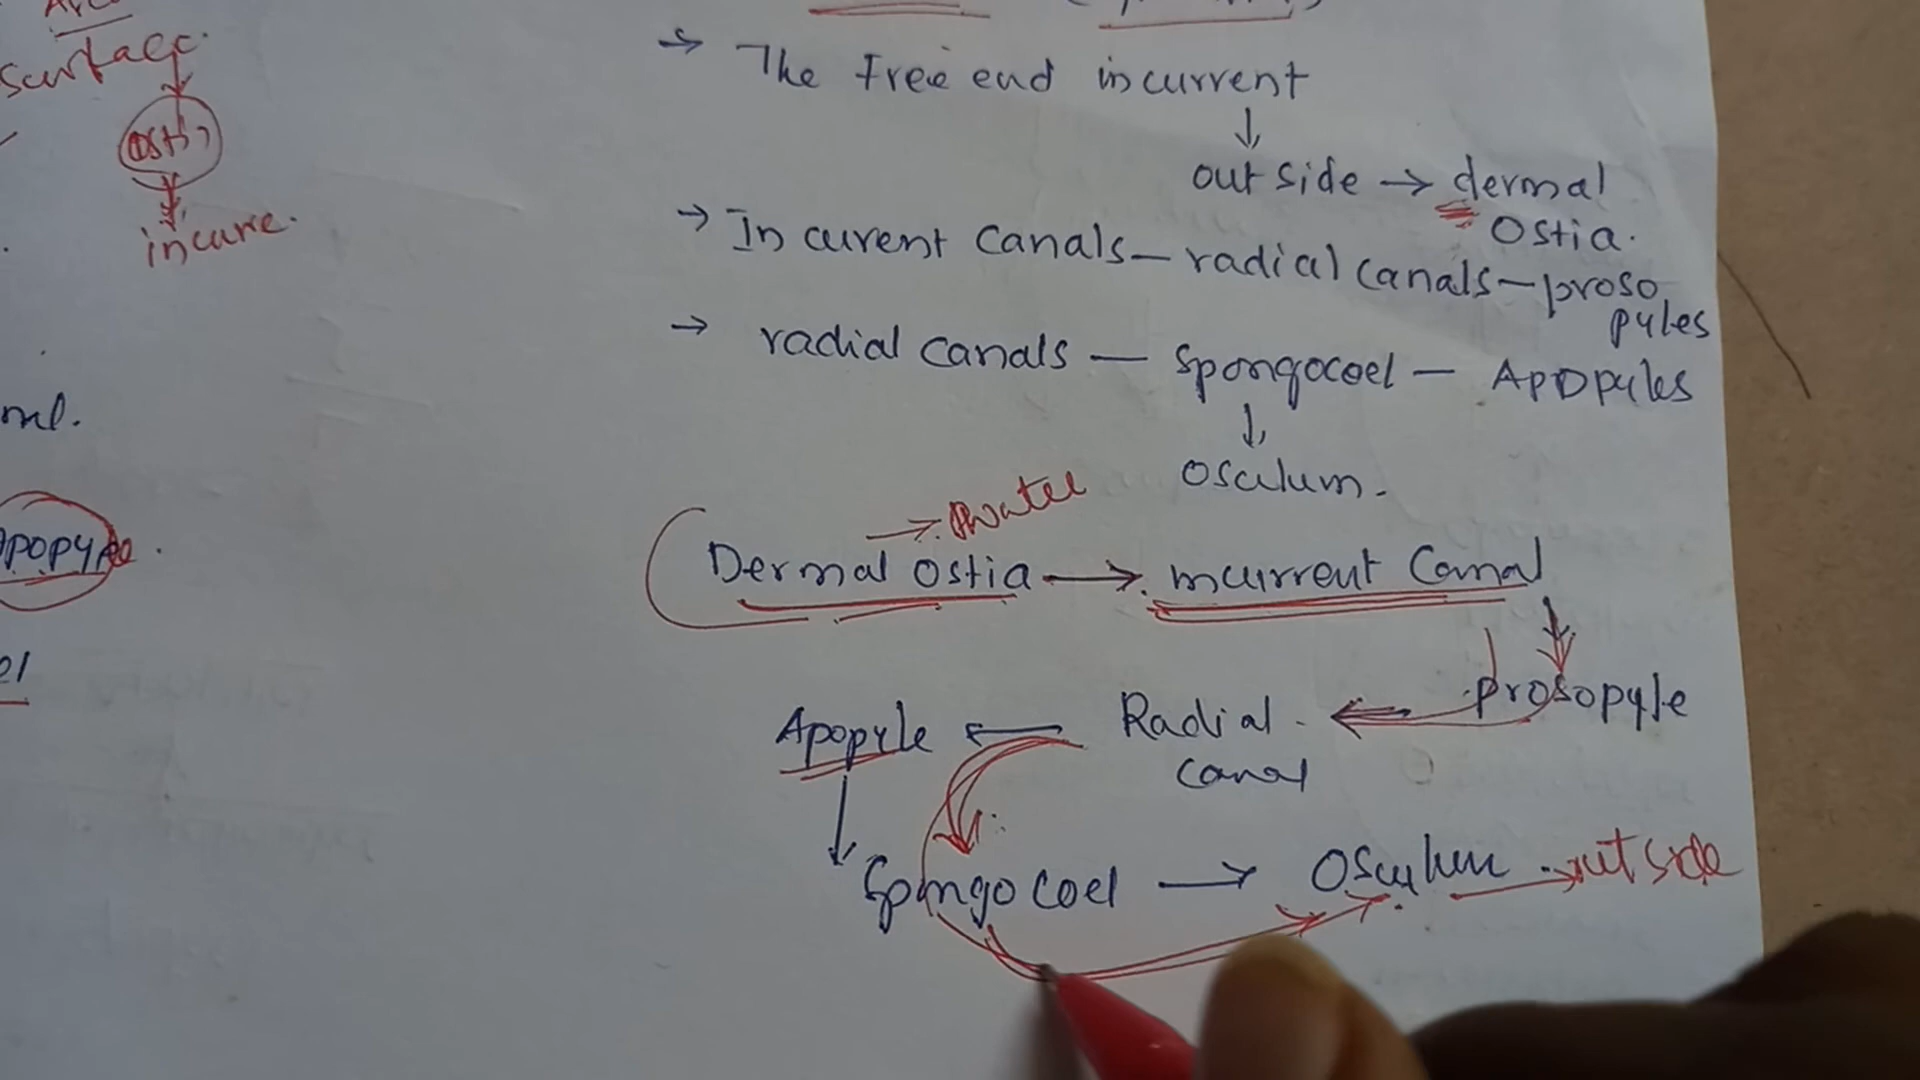 surface.
Osti
incure.
ml.
Apopyle.
el
→ The Free end incurrent
↓
out side → dermal
Ostia.
→ In curent Canals - radial canals - proso
pyles
→ radial canals - Spongocoel - Apopyles
↓
Osculum.
→ water
Dermal Ostia → incurrent Canal
↓
Apopyle ← Radial ← prosopyle
canal
↓
Spongo coel → Osculum → out side